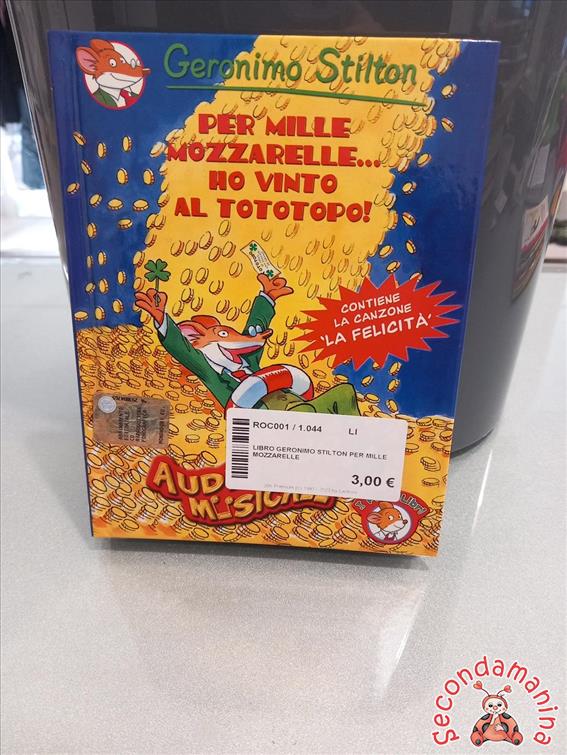 Geronimo Stilton
PER MILLE
MOZZARELLE...
HO VINTO
AL TOTOTOPO!
CONTIENE
LA CANZONE
'LA FELICITÀ'
ROC001 / 1.044 LI
LIBRO GERONIMO STILTON PER MILLE
MOZZARELLE
3,00 €
MUSICALE
Secondamanina